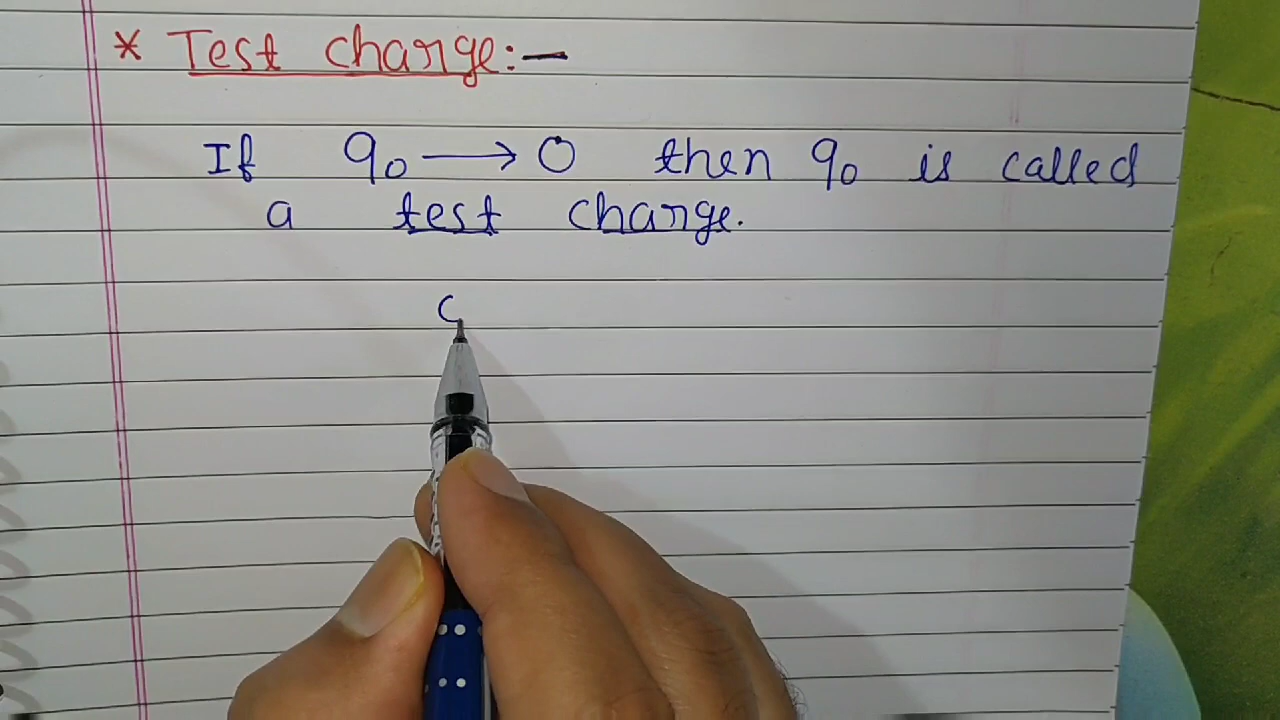 * Test charge:-
If q₀ → 0 then q₀ is called
a test charge.
c